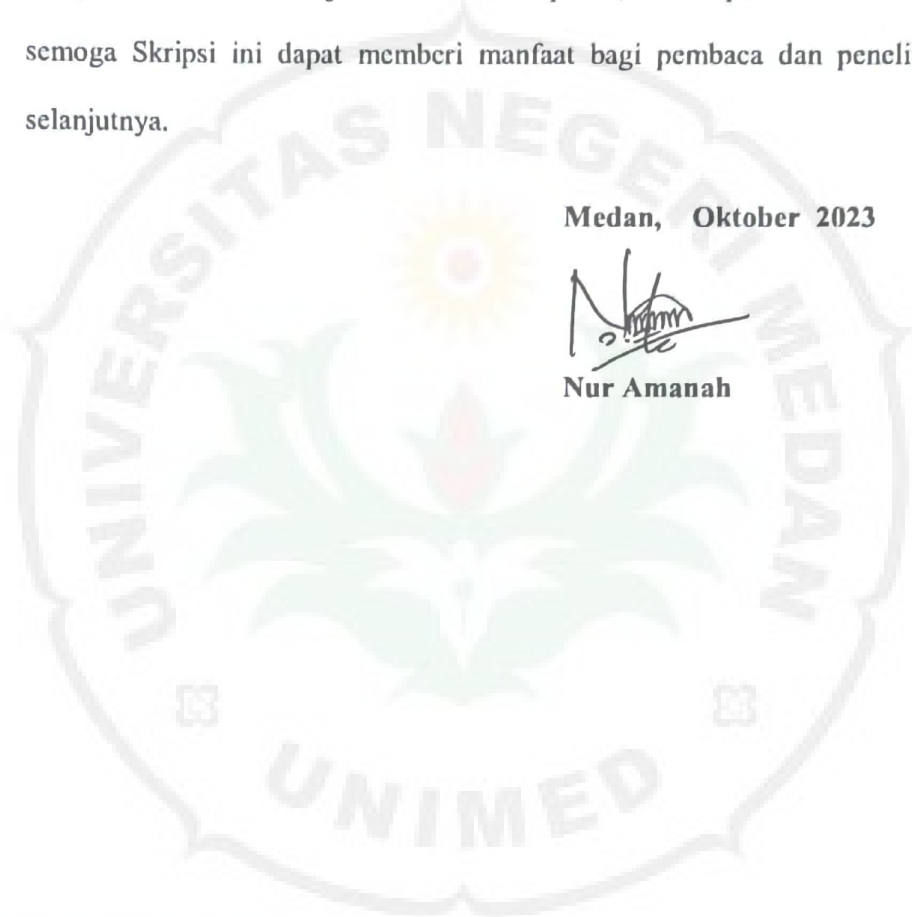 semoga Skripsi ini dapat memberi manfaat bagi pembaca dan peneli
selanjutnya.
UNIVERSITAS NEGERI MEDAN
Medan, Oktober 2023
Nur Amanah
UNIMED